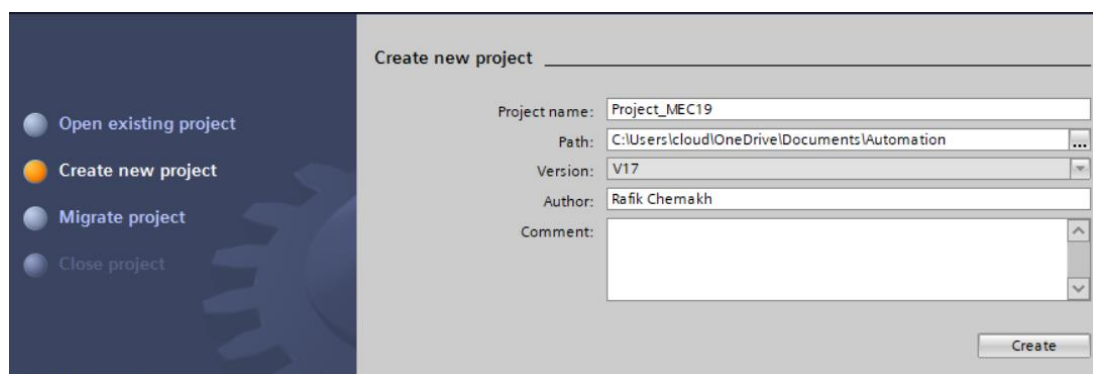 Open existing project
Create new project
Migrate project
Close project
Create new project
Project name: Project_MEC19
Path: C:\Users\cloud\OneDrive\Documents\Automation ...
Version: V17
Author: Rafik Chemakh
Comment:
Create